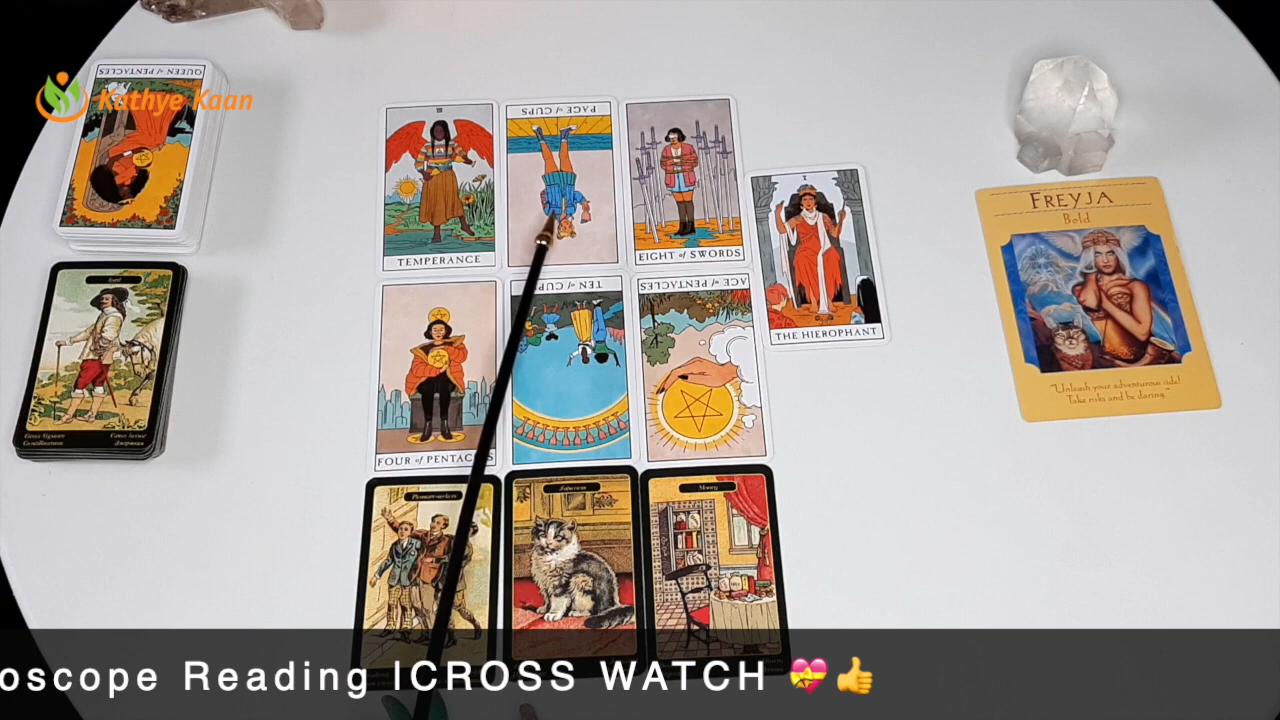 QUEEN of PENTACLES
Kathye Kaan
TEMPERANCE
PAGE of CUPS
EIGHT of SWORDS
V
THE HIEROPHANT
FREYJA
Bold
"Unleash your adventurous side!
Take risks and be daring."
FOUR of PENTACLES
TEN of CUPS
ACE of PENTACLES
Money
oscope Reading |CROSS WATCH 💝👍